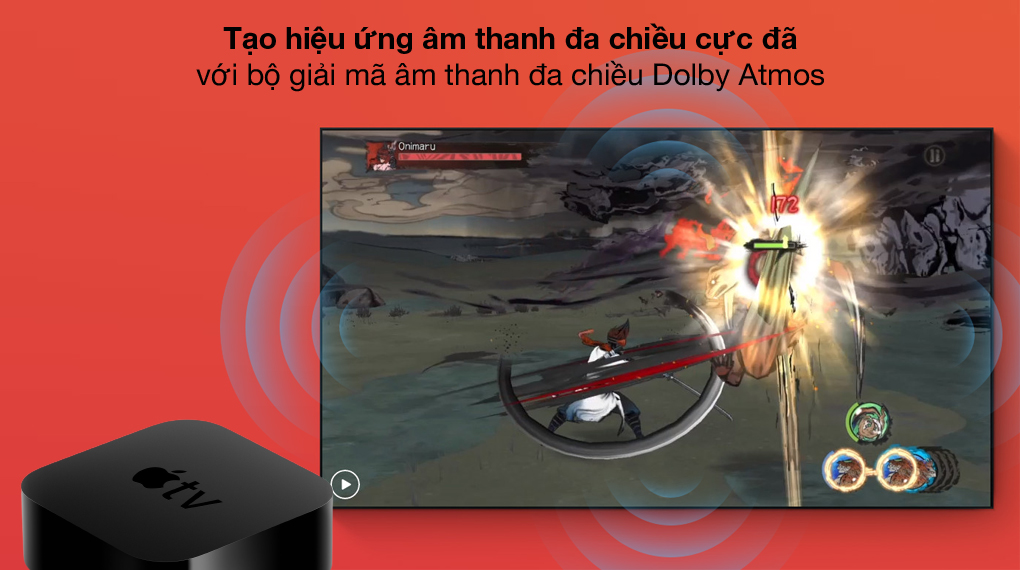 Tạo hiệu ứng âm thanh đa chiều cực đã
với bộ giải mã âm thanh đa chiều Dolby Atmos
Onimaru
172
tv